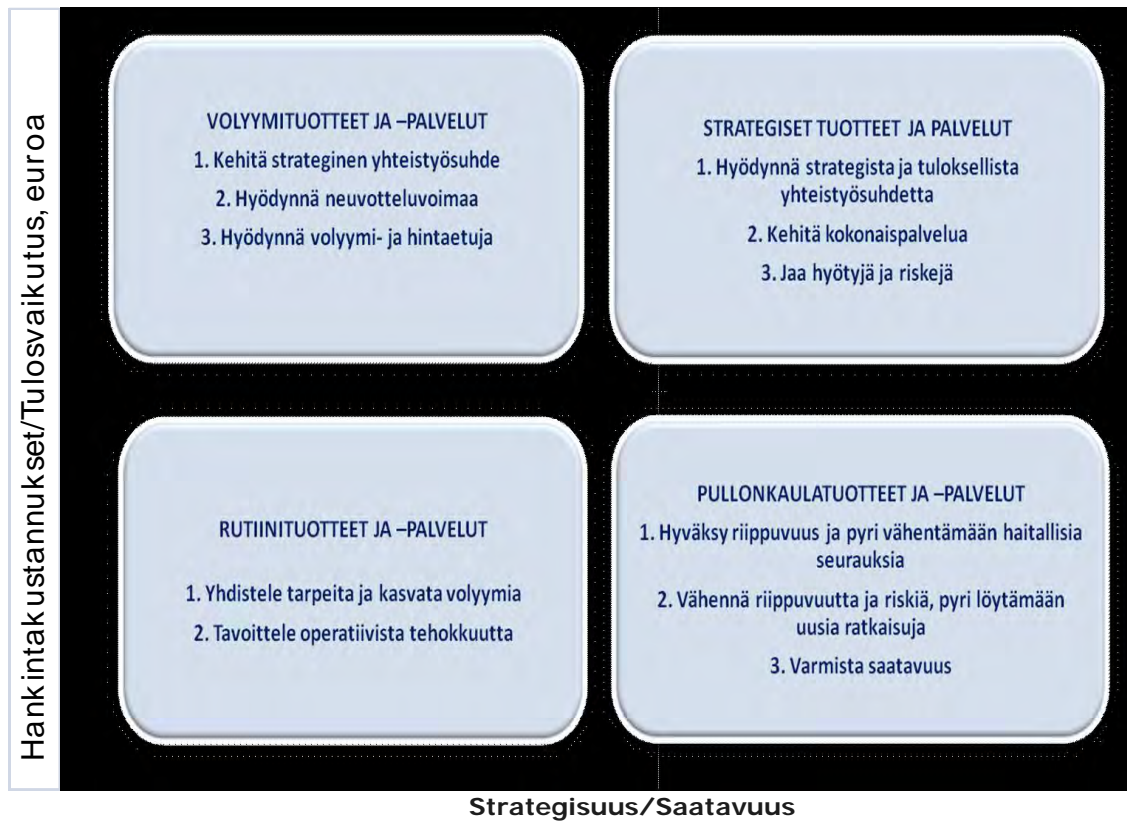 Hankintakustannukset/Tulosvaikutus, euroa
VOLYYMITUOTTEET JA –PALVELUT
1. Kehitä strateginen yhteistyösuhde
2. Hyödynnä neuvotteluvoimaa
3. Hyödynnä volyymi- ja hintaetuja
STRATEGISET TUOTTEET JA PALVELUT
1. Hyödynnä strategista ja tuloksellista
yhteistyösuhdetta
2. Kehitä kokonaispalvelua
3. Jaa hyötyjä ja riskejä
RUTIINITUOTTEET JA –PALVELUT
1. Yhdistele tarpeita ja kasvata volyymia
2. Tavoittele operatiivista tehokkuutta
PULLONKAULATUOTTEET JA –PALVELUT
1. Hyväksy riippuvuus ja pyri vähentämään haitallisia
seurauksia
2. Vähennä riippuvuutta ja riskiä, pyri löytämään
uusia ratkaisuja
3. Varmista saatavuus
Strategisuus/Saatavuus